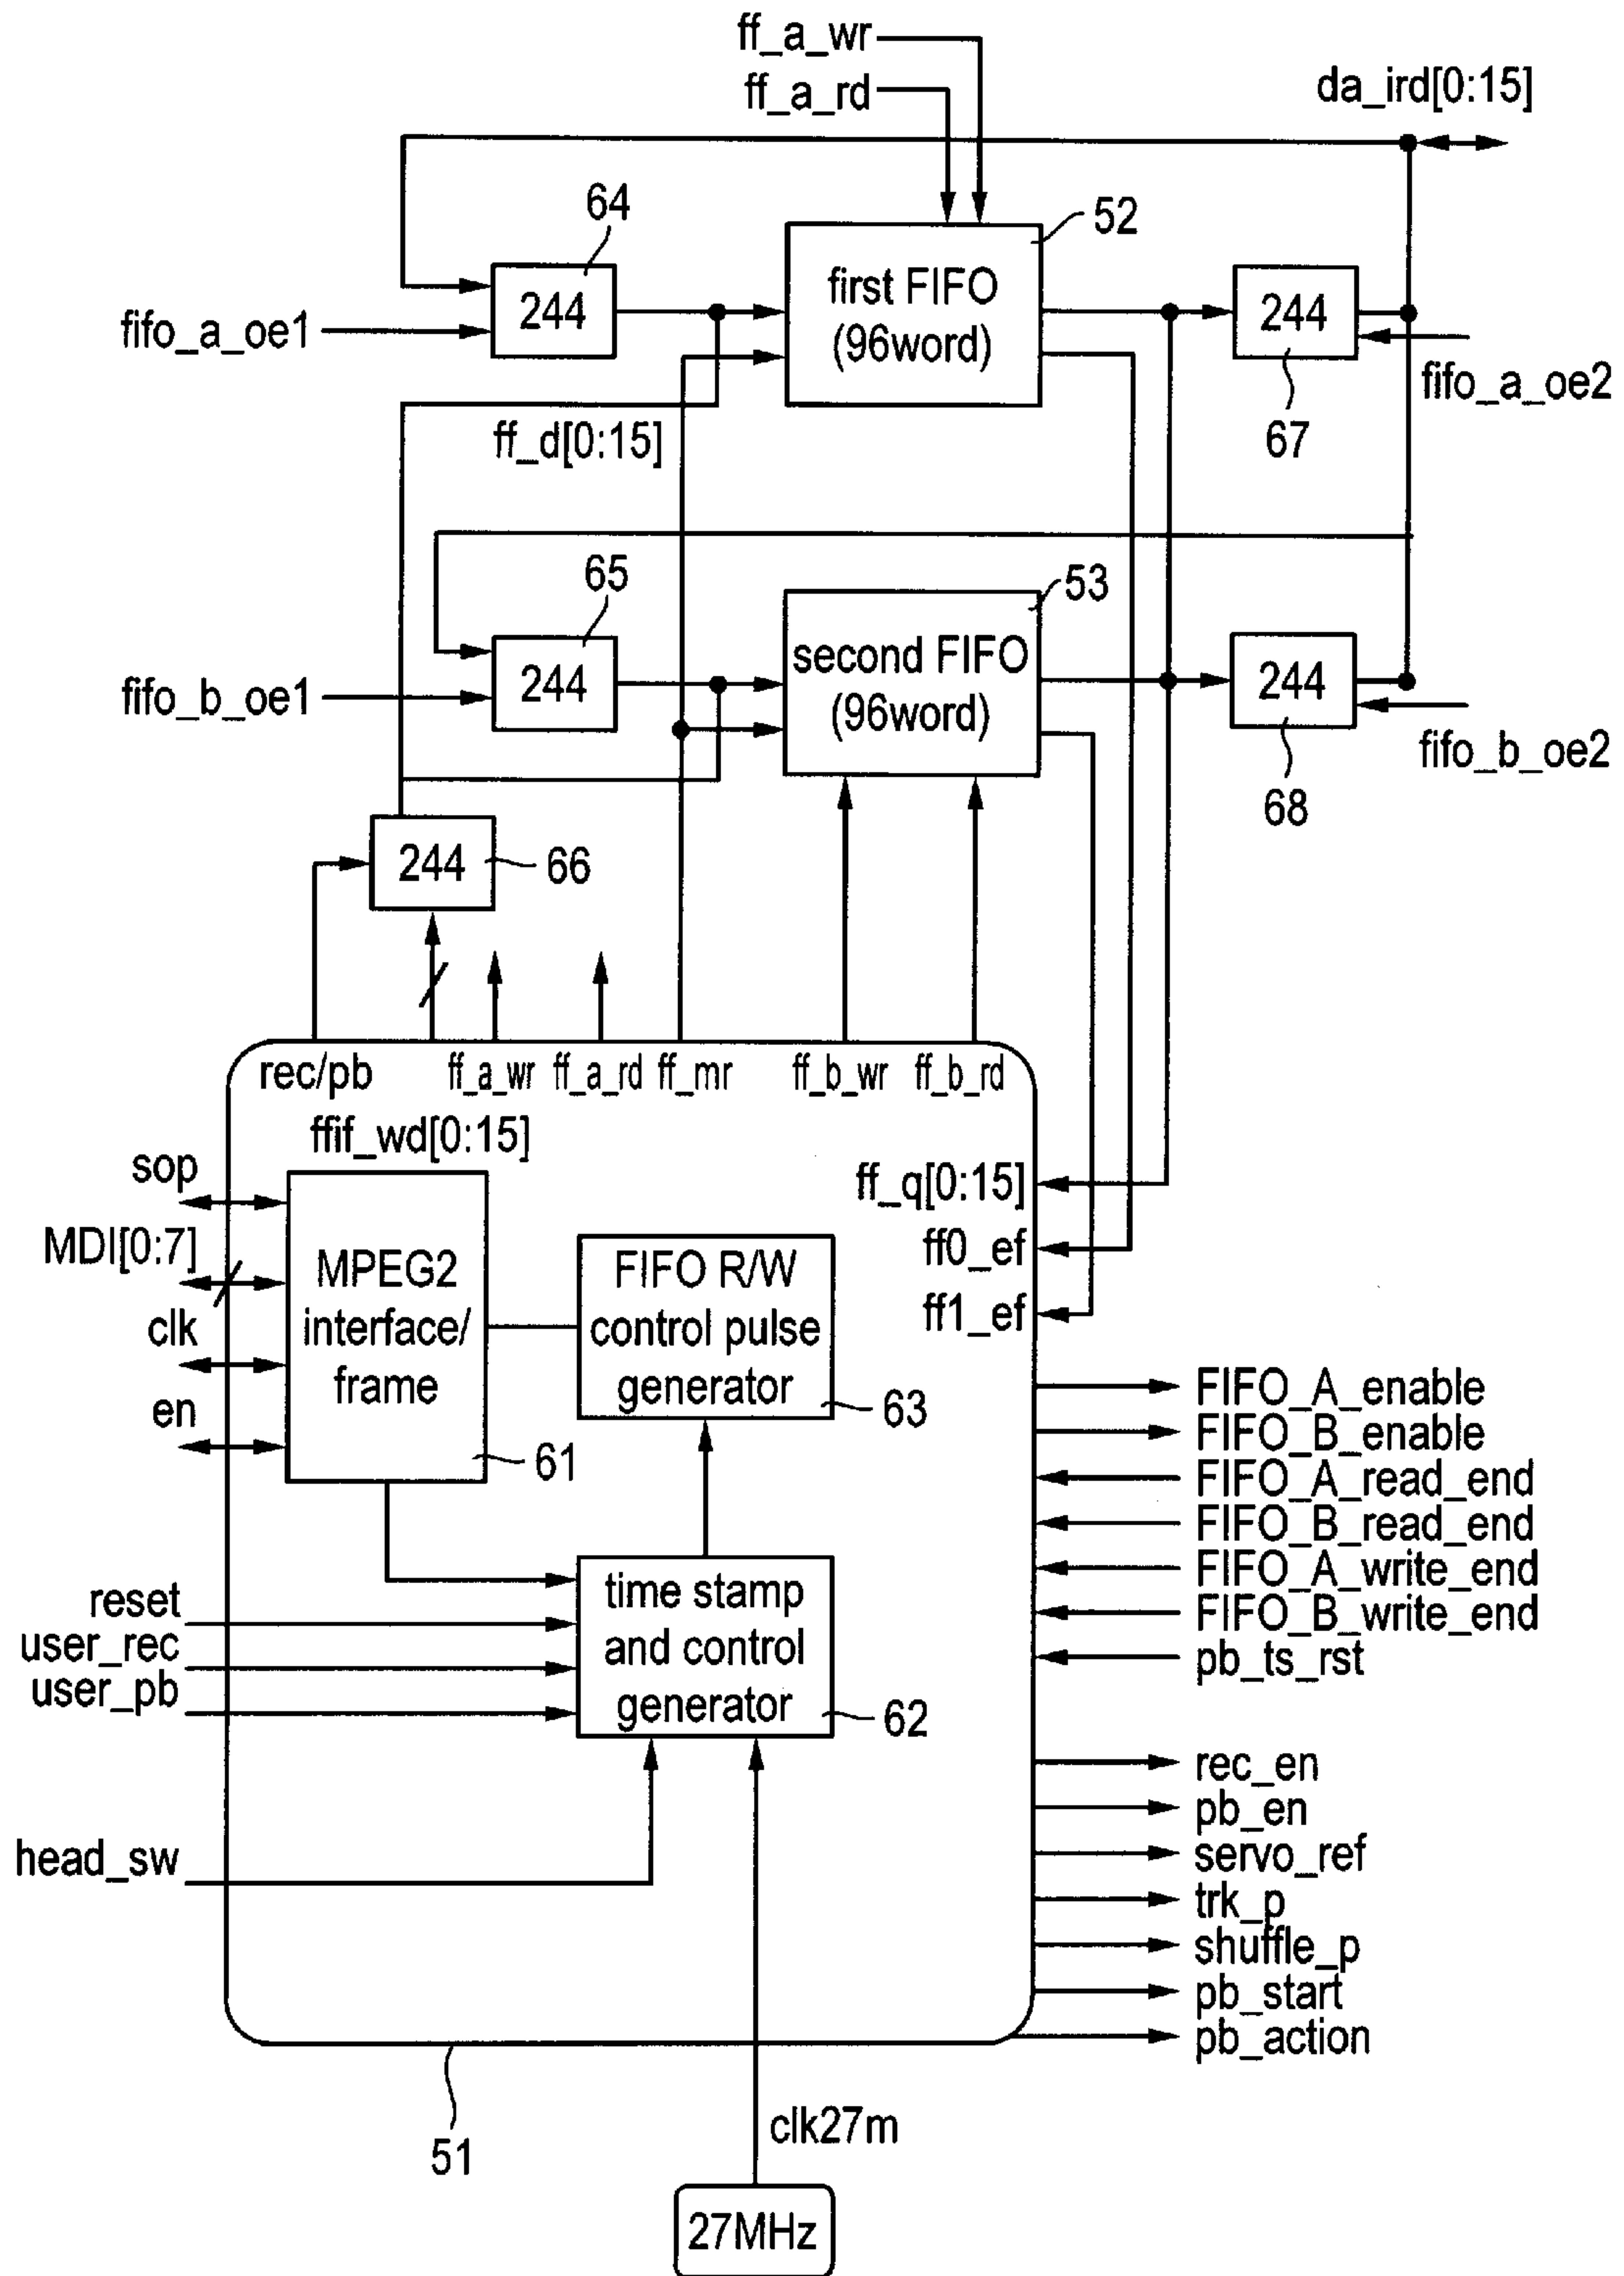 ff_a_wr
ff_a_rd
da_ird[0:15]
64
52
244
first FIFO
(96word)
244
fifo_a_oe1
fifo_a_oe2
67
ff_d[0:15]
65
53
244
second FIFO
(96word)
244
fifo_b_oe1
fifo_b_oe2
68
244
66
rec/pb
ff_a_wr
ff_a_rd
ff_mr
ff_b_wr
ff_b_rd
ffif_wd[0:15]
sop
MDI[0:7]
clk
en
MPEG2
interface/
frame
61
FIFO R/W
control pulse
generator
63
ff_q[0:15]
ff0_ef
ff1_ef
FIFO_A_enable
FIFO_B_enable
FIFO_A_read_end
FIFO_B_read_end
FIFO_A_write_end
FIFO_B_write_end
pb_ts_rst
reset
user_rec
user_pb
time stamp
and control
generator
62
head_sw
rec_en
pb_en
servo_ref
trk_p
shuffle_p
pb_start
pb_action
51
clk27m
27MHz